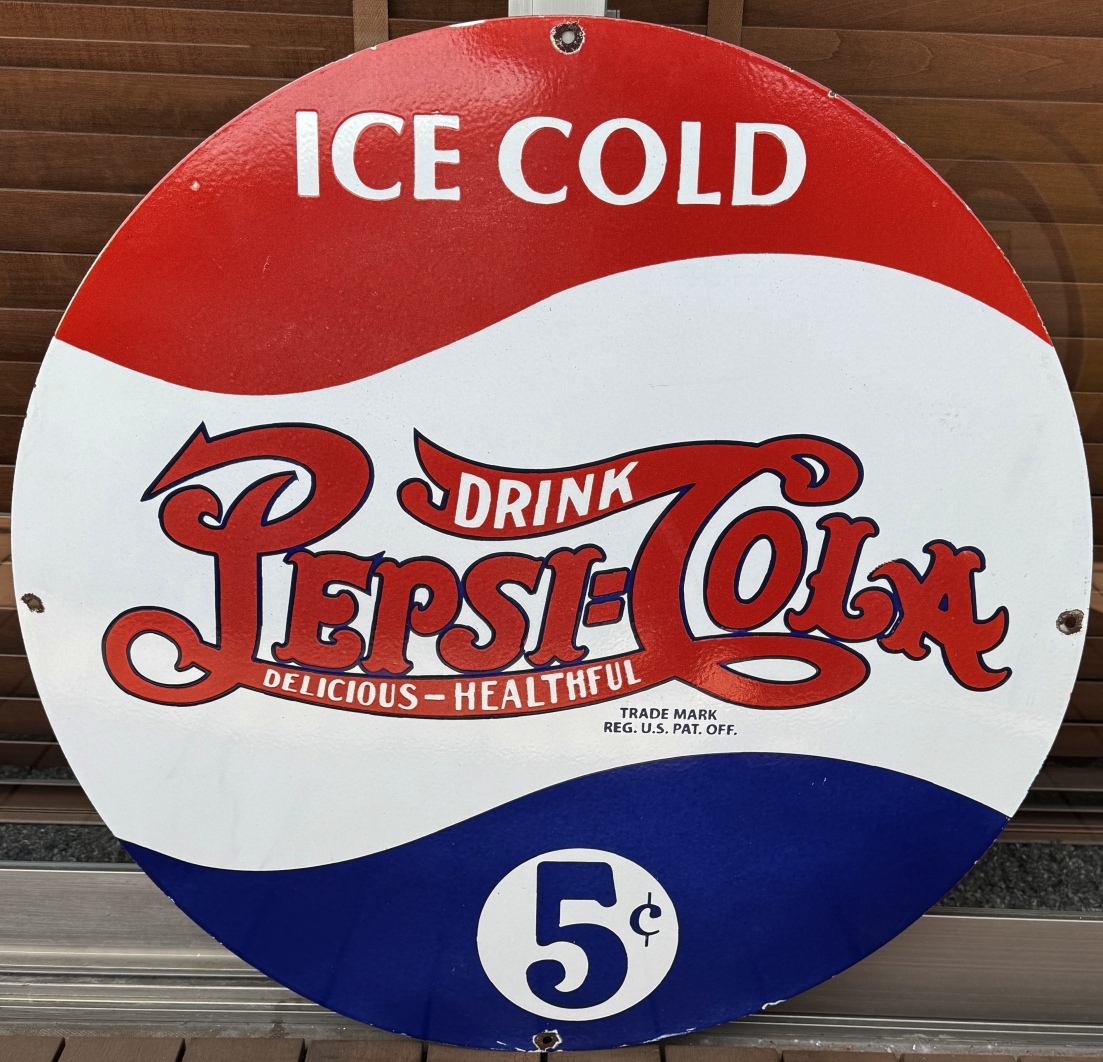 ICE COLD
DRINK
PEPSI=COLA
DELICIOUS–HEALTHFUL
TRADE MARK
REG. U.S. PAT. OFF.
5¢